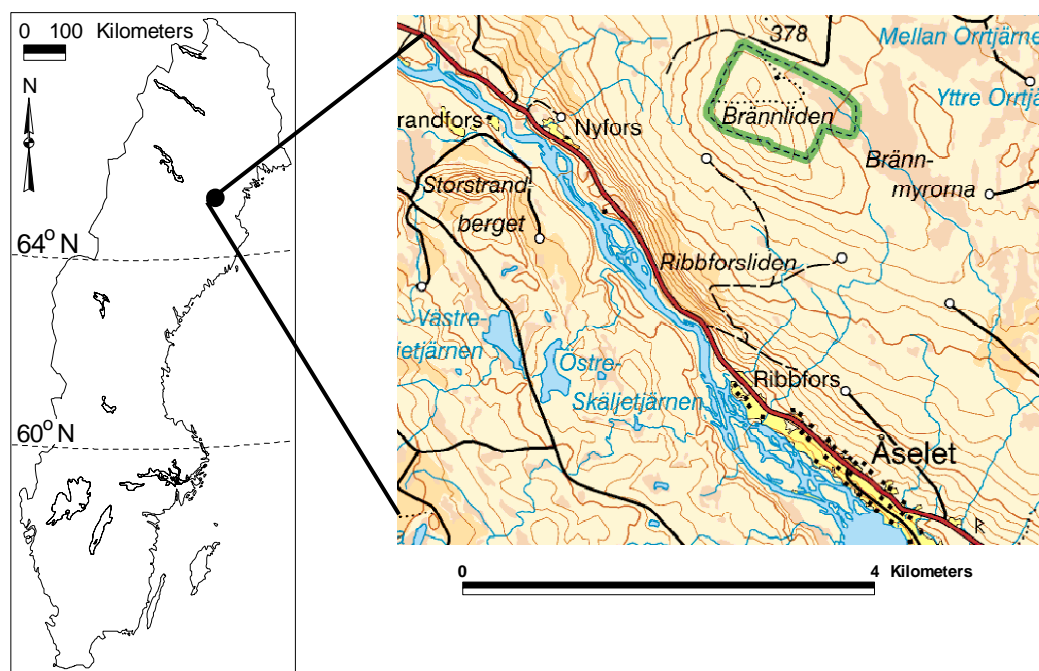 0 100 Kilometers
N
64° N
60° N
378
Mellan Orrtjärne
Yttre Orrtjä
randfors
Nyfors
Brännliden
Bränn-
myrorna
Storstrand-
berget
Ribbforsliden
Västre-
jetjärnen
Östre-
Skäljetjärnen
Ribbfors
Åselet
R
0 4 Kilometers